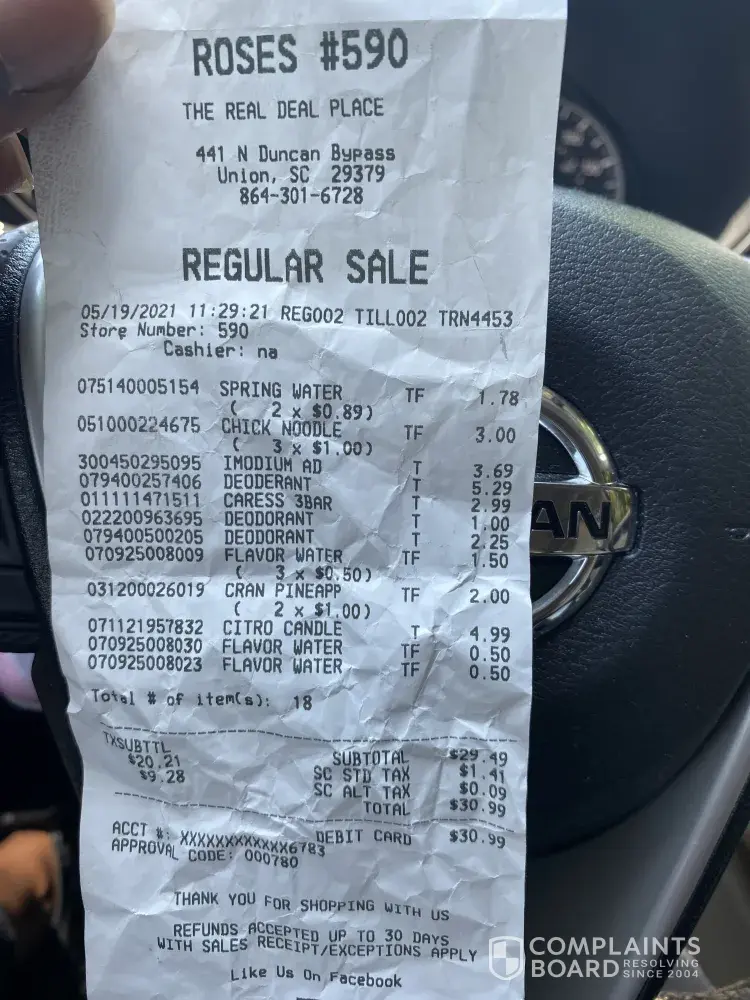 ROSES #590
THE REAL DEAL PLACE
441 N Duncan Bypass
Union, SC 29379
864-301-6728
REGULAR SALE
05/19/2021 11:29:21 REG002 TILL002 TRN4453
Store Number: 590
Cashier: na
075140005154 SPRING WATER TF 1.78
( 2 x $0.89)
051000224675 CHICK NOODLE TF 3.00
( 3 x $1.00)
300450295095 IMODIUM AD T 3.69
079400257406 DEODERANT T 5.29
011111471511 CARESS 3BAR T 2.99
022200963695 DEODORANT T 1.00
079400500205 DEODORANT T 2.25
070925008009 FLAVOR WATER TF 1.50
( 3 x $0.50)
031200026019 CRAN PINEAPP TF 2.00
( 2 x $1.00)
071121957832 CITRO CANDLE T 4.99
070925008030 FLAVOR WATER TF 0.50
070925008023 FLAVOR WATER TF 0.50
Total # of item(s): 18
TXSUBTTL
$20.21 SUBTOTAL $29.49
$9.28 SC STD TAX $1.41
SC ALT TAX $0.09
TOTAL $30.99
ACCT #: XXXXXXXXXXXX6783 DEBIT CARD $30.99
APPROVAL CODE: 000780
THANK YOU FOR SHOPPING WITH US
REFUNDS ACCEPTED UP TO 30 DAYS
WITH SALES RECEIPT/EXCEPTIONS APPLY
Like Us On Facebook
AN
COMPLAINTS
BOARD RESOLVING
SINCE 2004